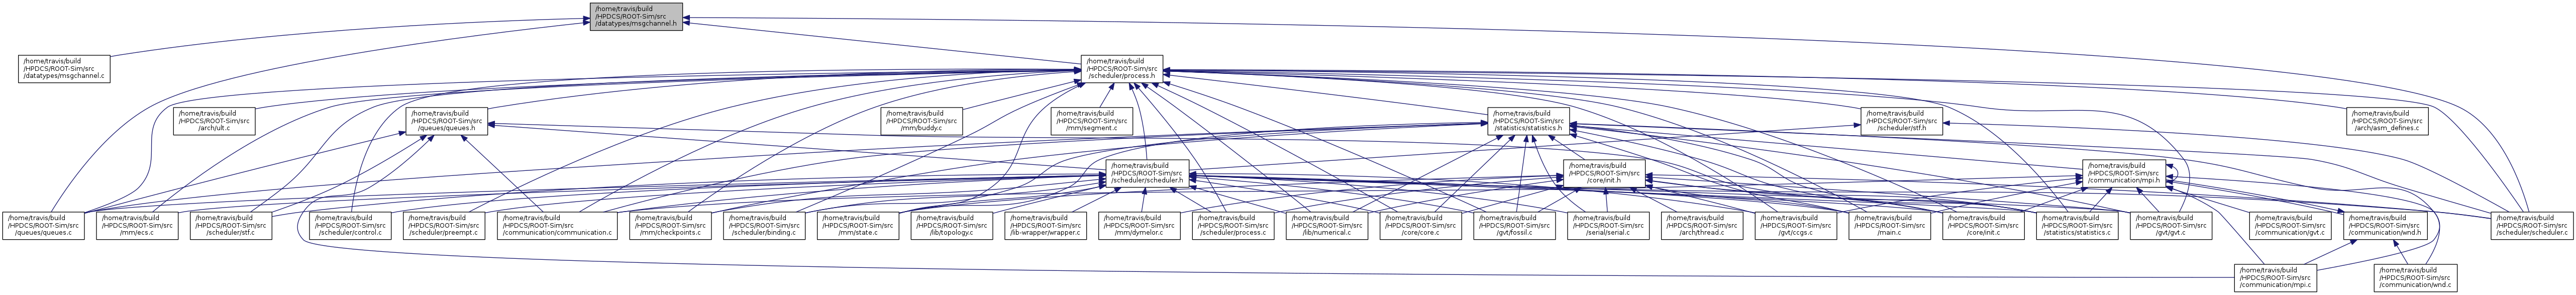 /home/travis/build
/HPDCS/ROOT-Sim/src
/datatypes/msgchannel.h
/home/travis/build
/HPDCS/ROOT-Sim/src
/datatypes/msgchannel.c
/home/travis/build
/HPDCS/ROOT-Sim/src
/scheduler/process.h
/home/travis/build
/HPDCS/ROOT-Sim/src
/arch/ult.c
/home/travis/build
/HPDCS/ROOT-Sim/src
/queues/queues.h
/home/travis/build
/HPDCS/ROOT-Sim/src
/mm/buddy.c
/home/travis/build
/HPDCS/ROOT-Sim/src
/mm/segment.c
/home/travis/build
/HPDCS/ROOT-Sim/src
/statistics/statistics.h
/home/travis/build
/HPDCS/ROOT-Sim/src
/scheduler/stf.h
/home/travis/build
/HPDCS/ROOT-Sim/src
/arch/asm_defines.c
/home/travis/build
/HPDCS/ROOT-Sim/src
/scheduler/scheduler.h
/home/travis/build
/HPDCS/ROOT-Sim/src
/core/init.h
/home/travis/build
/HPDCS/ROOT-Sim/src
/communication/mpi.h
/home/travis/build
/HPDCS/ROOT-Sim/src
/queues/queues.c
/home/travis/build
/HPDCS/ROOT-Sim/src
/mm/ecs.c
/home/travis/build
/HPDCS/ROOT-Sim/src
/scheduler/stf.c
/home/travis/build
/HPDCS/ROOT-Sim/src
/scheduler/control.c
/home/travis/build
/HPDCS/ROOT-Sim/src
/scheduler/preempt.c
/home/travis/build
/HPDCS/ROOT-Sim/src
/communication/communication.c
/home/travis/build
/HPDCS/ROOT-Sim/src
/mm/checkpoints.c
/home/travis/build
/HPDCS/ROOT-Sim/src
/scheduler/binding.c
/home/travis/build
/HPDCS/ROOT-Sim/src
/mm/state.c
/home/travis/build
/HPDCS/ROOT-Sim/src
/lib/topology.c
/home/travis/build
/HPDCS/ROOT-Sim/src
/lib-wrapper/wrapper.c
/home/travis/build
/HPDCS/ROOT-Sim/src
/mm/dymelor.c
/home/travis/build
/HPDCS/ROOT-Sim/src
/scheduler/process.c
/home/travis/build
/HPDCS/ROOT-Sim/src
/lib/numerical.c
/home/travis/build
/HPDCS/ROOT-Sim/src
/core/core.c
/home/travis/build
/HPDCS/ROOT-Sim/src
/gvt/fossil.c
/home/travis/build
/HPDCS/ROOT-Sim/src
/serial/serial.c
/home/travis/build
/HPDCS/ROOT-Sim/src
/arch/thread.c
/home/travis/build
/HPDCS/ROOT-Sim/src
/gvt/ccgs.c
/home/travis/build
/HPDCS/ROOT-Sim/src
/main.c
/home/travis/build
/HPDCS/ROOT-Sim/src
/core/init.c
/home/travis/build
/HPDCS/ROOT-Sim/src
/statistics/statistics.c
/home/travis/build
/HPDCS/ROOT-Sim/src
/gvt/gvt.c
/home/travis/build
/HPDCS/ROOT-Sim/src
/communication/gvt.c
/home/travis/build
/HPDCS/ROOT-Sim/src
/communication/wnd.h
/home/travis/build
/HPDCS/ROOT-Sim/src
/scheduler/scheduler.c
/home/travis/build
/HPDCS/ROOT-Sim/src
/communication/mpi.c
/home/travis/build
/HPDCS/ROOT-Sim/src
/communication/wnd.c